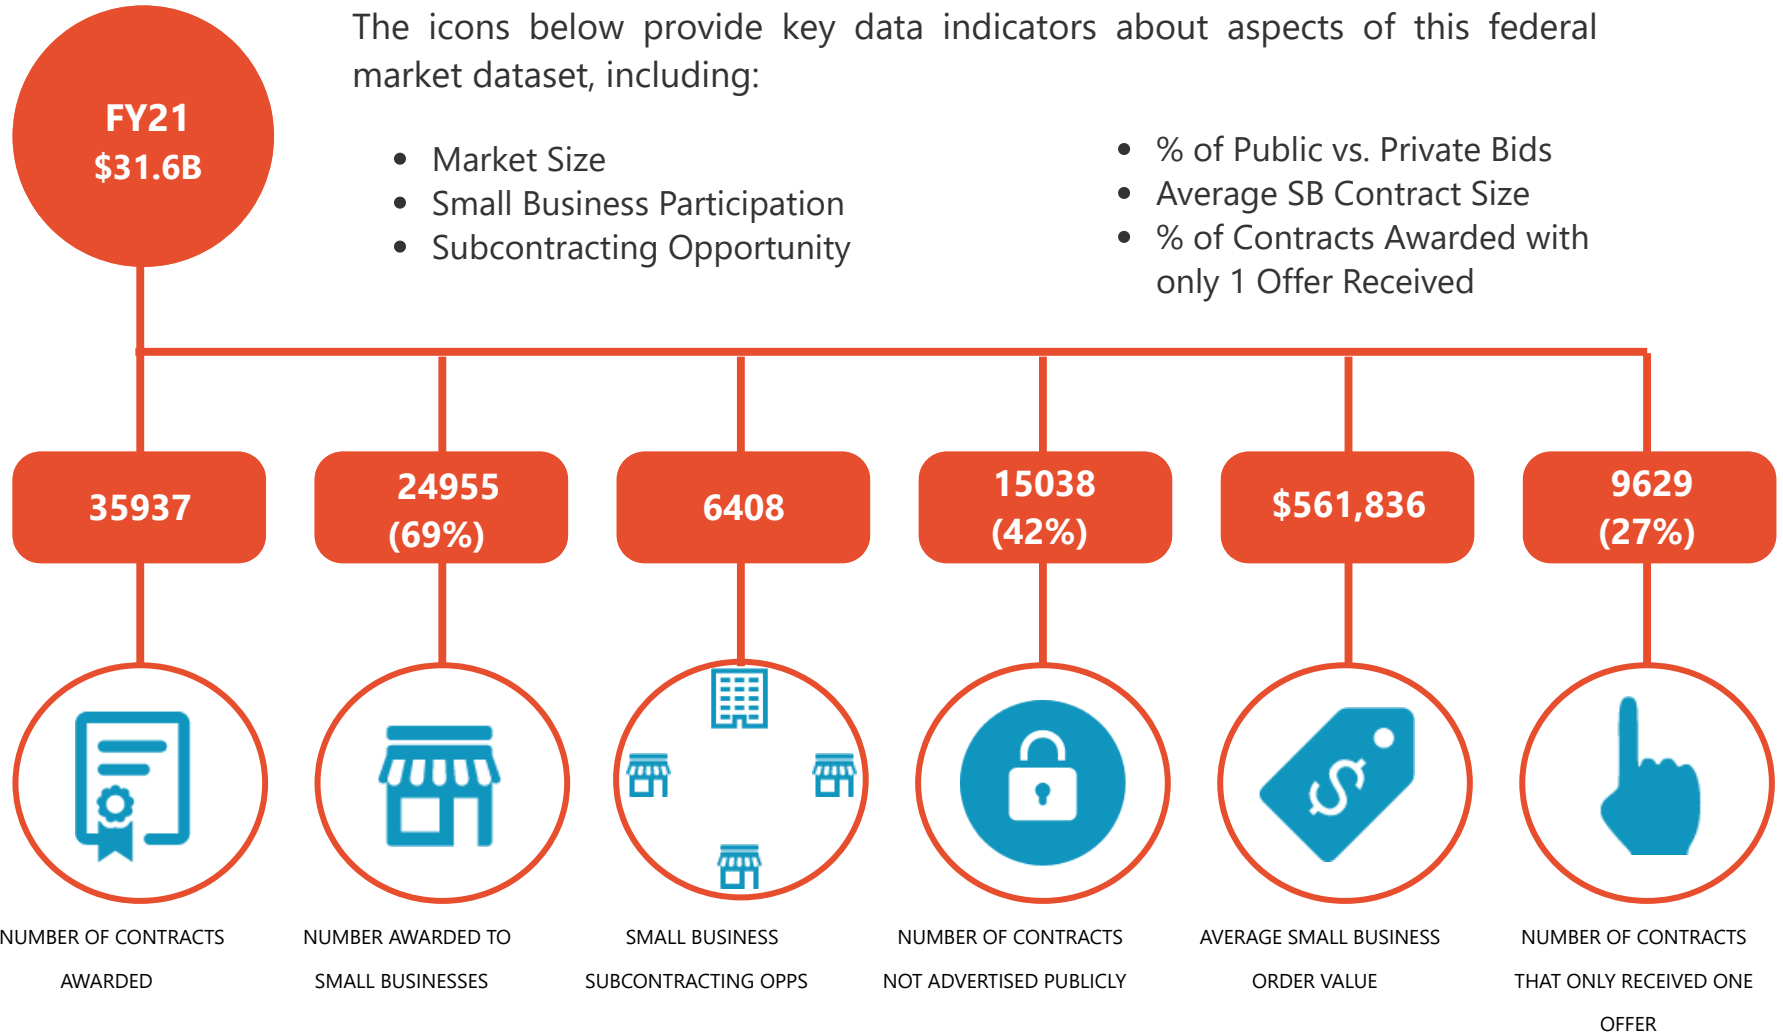 FY21
$31.6B
The icons below provide key data indicators about aspects of this federal
market dataset, including:
• Market Size
• Small Business Participation
• Subcontracting Opportunity
• % of Public vs. Private Bids
• Average SB Contract Size
• % of Contracts Awarded with
only 1 Offer Received
35937
24955
(69%)
6408
15038
(42%)
$561,836
9629
(27%)
NUMBER OF CONTRACTS
AWARDED
NUMBER AWARDED TO
SMALL BUSINESSES
SMALL BUSINESS
SUBCONTRACTING OPPS
NUMBER OF CONTRACTS
NOT ADVERTISED PUBLICLY
AVERAGE SMALL BUSINESS
ORDER VALUE
NUMBER OF CONTRACTS
THAT ONLY RECEIVED ONE
OFFER